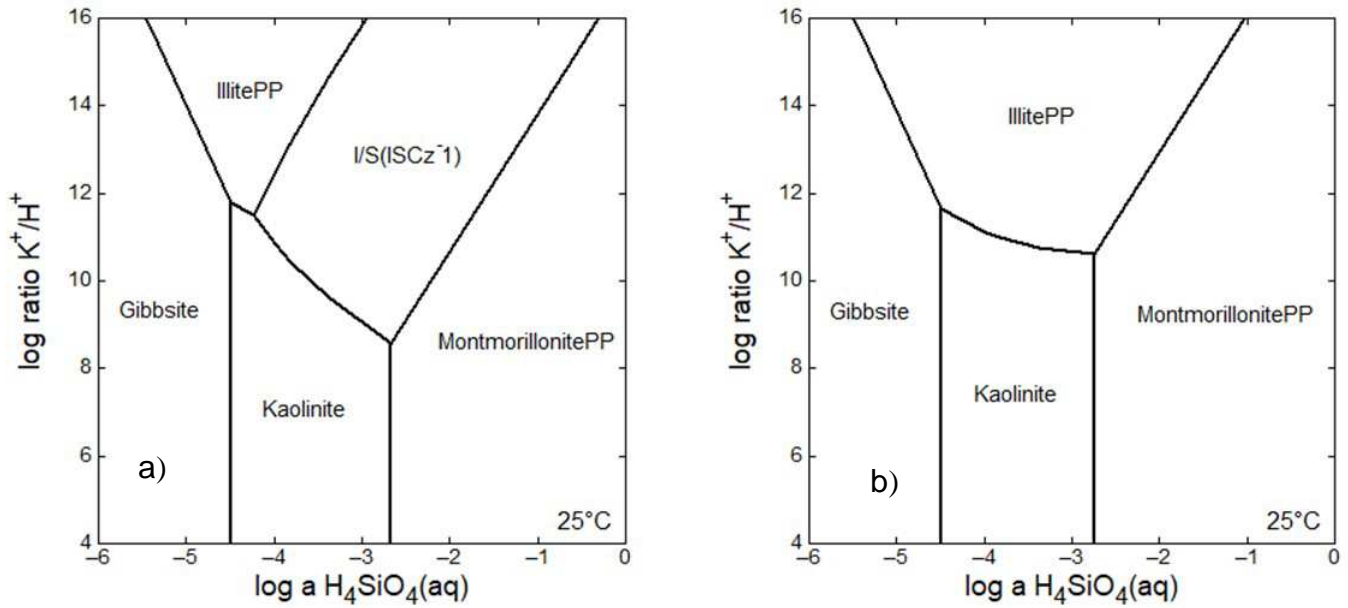 16
14
12
10
8
6
4
log ratio K⁺/H⁺
IllitePP
I/S(ISCz⁻1)
Gibbsite
Kaolinite
MontmorillonitePP
a)
25°C
–6 –5 –4 –3 –2 –1 0
log a H₄SiO₄(aq)
16
14
12
10
8
6
4
log ratio K⁺/H⁺
IllitePP
Gibbsite
Kaolinite
MontmorillonitePP
b)
25°C
–6 –5 –4 –3 –2 –1 0
log a H₄SiO₄(aq)